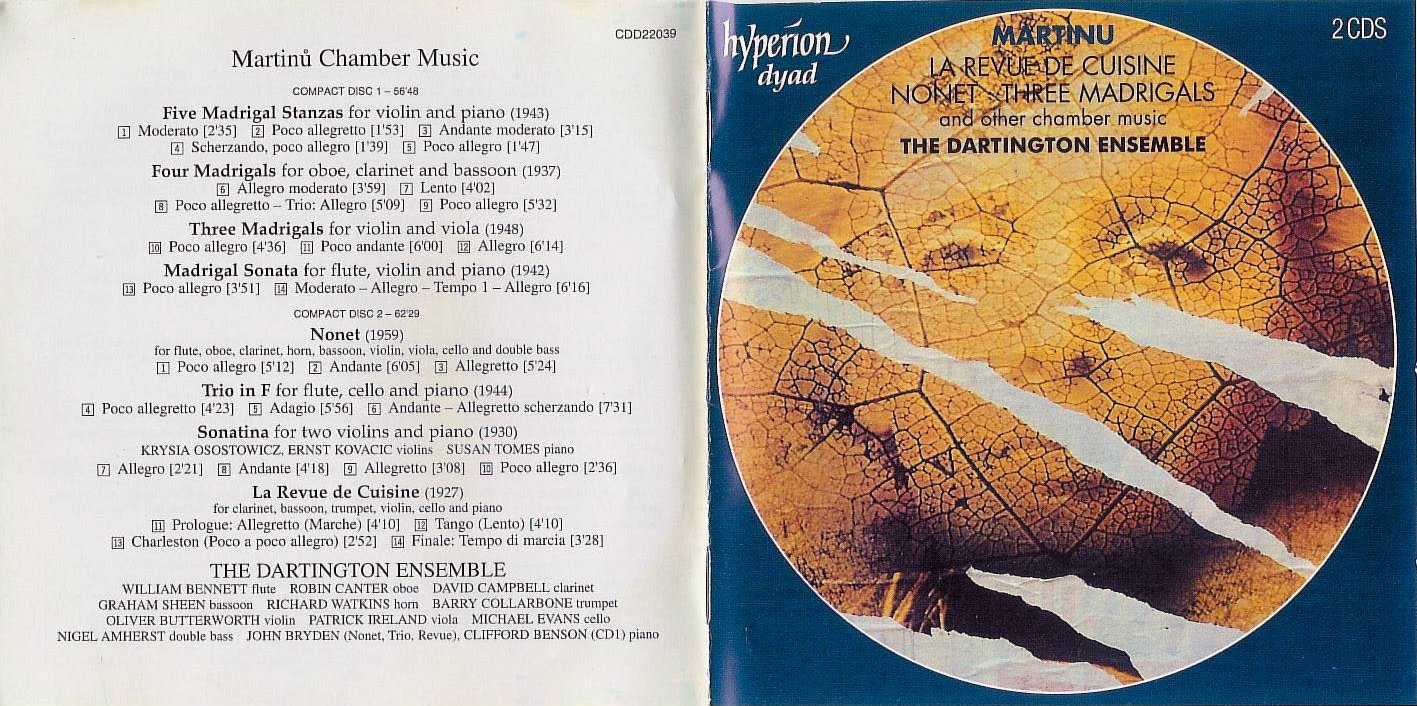 CDD22039
Martinů Chamber Music
COMPACT DISC 1 – 56'48
Five Madrigal Stanzas for violin and piano (1943)
1 Moderato [2'35] 2 Poco allegretto [1'53] 3 Andante moderato [3'15]
4 Scherzando, poco allegro [1'39] 5 Poco allegro [1'47]
Four Madrigals for oboe, clarinet and bassoon (1937)
6 Allegro moderato [3'59] 7 Lento [4'02]
8 Poco allegretto – Trio: Allegro [5'09] 9 Poco allegro [5'32]
Three Madrigals for violin and viola (1948)
10 Poco allegro [4'36] 11 Poco andante [6'00] 12 Allegro [6'14]
Madrigal Sonata for flute, violin and piano (1942)
13 Poco allegro [3'51] 14 Moderato – Allegro – Tempo 1 – Allegro [6'16]
COMPACT DISC 2 – 62'29
Nonet (1959)
for flute, oboe, clarinet, horn, bassoon, violin, viola, cello and double bass
1 Poco allegro [5'12] 2 Andante [6'05] 3 Allegretto [5'24]
Trio in F for flute, cello and piano (1944)
4 Poco allegretto [4'23] 5 Adagio [5'56] 6 Andante – Allegretto scherzando [7'31]
Sonatina for two violins and piano (1930)
KRYSIA OSOSTOWICZ, ERNST KOVACIC violins SUSAN TOMES piano
7 Allegro [2'21] 8 Andante [4'18] 9 Allegretto [3'08] 10 Poco allegro [2'36]
La Revue de Cuisine (1927)
for clarinet, bassoon, trumpet, violin, cello and piano
11 Prologue: Allegretto (Marche) [4'10] 12 Tango (Lento) [4'10]
13 Charleston (Poco a poco allegro) [2'52] 14 Finale: Tempo di marcia [3'28]
THE DARTINGTON ENSEMBLE
WILLIAM BENNETT flute ROBIN CANTER oboe DAVID CAMPBELL clarinet
GRAHAM SHEEN bassoon RICHARD WATKINS horn BARRY COLLARBONE trumpet
OLIVER BUTTERWORTH violin PATRICK IRELAND viola MICHAEL EVANS cello
NIGEL AMHERST double bass JOHN BRYDEN (Nonet, Trio, Revue), CLIFFORD BENSON (CD1) piano
hyperion
dyad
2 CDS
MARTINŮ
LA REVUE DE CUISINE
NONET · THREE MADRIGALS
and other chamber music
THE DARTINGTON ENSEMBLE